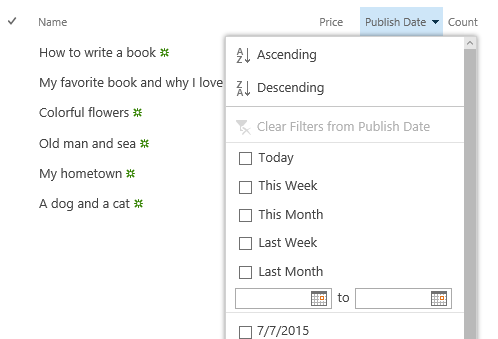 Name Price Publish Date Count
How to write a book
My favorite book and why I love
Colorful flowers
Old man and sea
My hometown
A dog and a cat
A
Z
Ascending
Z
A
Descending
Clear Filters from Publish Date
Today
This Week
This Month
Last Week
Last Month
to
7/7/2015